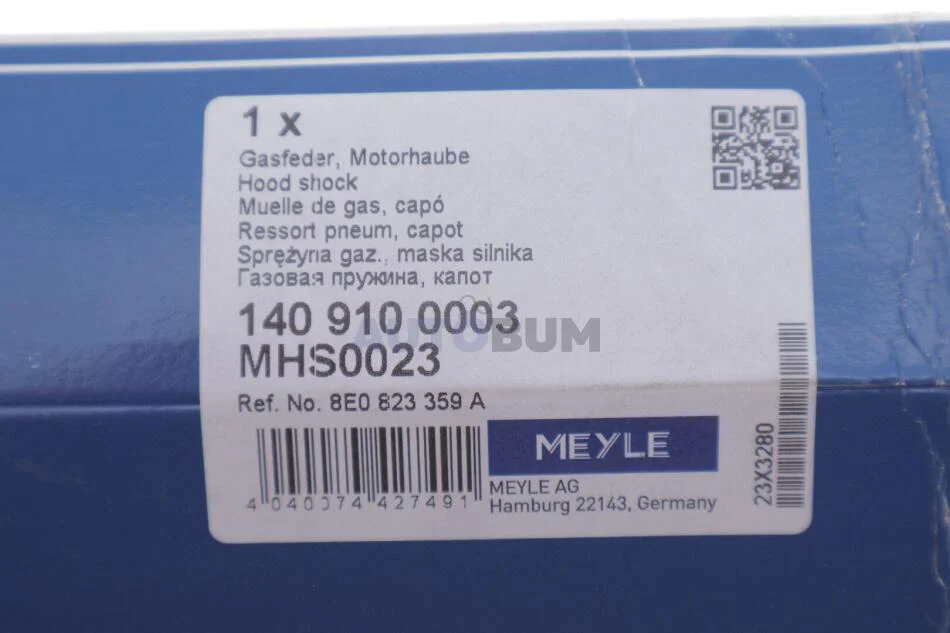 1 x
Gasfeder, Motorhaube
Hood shock
Muelle de gas, capó
Ressort pneum, capot
Sprężyna gaz., maska silnika
Газовая пружина, капот
140 910 0003
AUTOBUM
MHS0023
Ref. No. 8E0 823 359 A
MEYLE
MEYLE AG
Hamburg 22143, Germany
4 040074 427491
23X3280